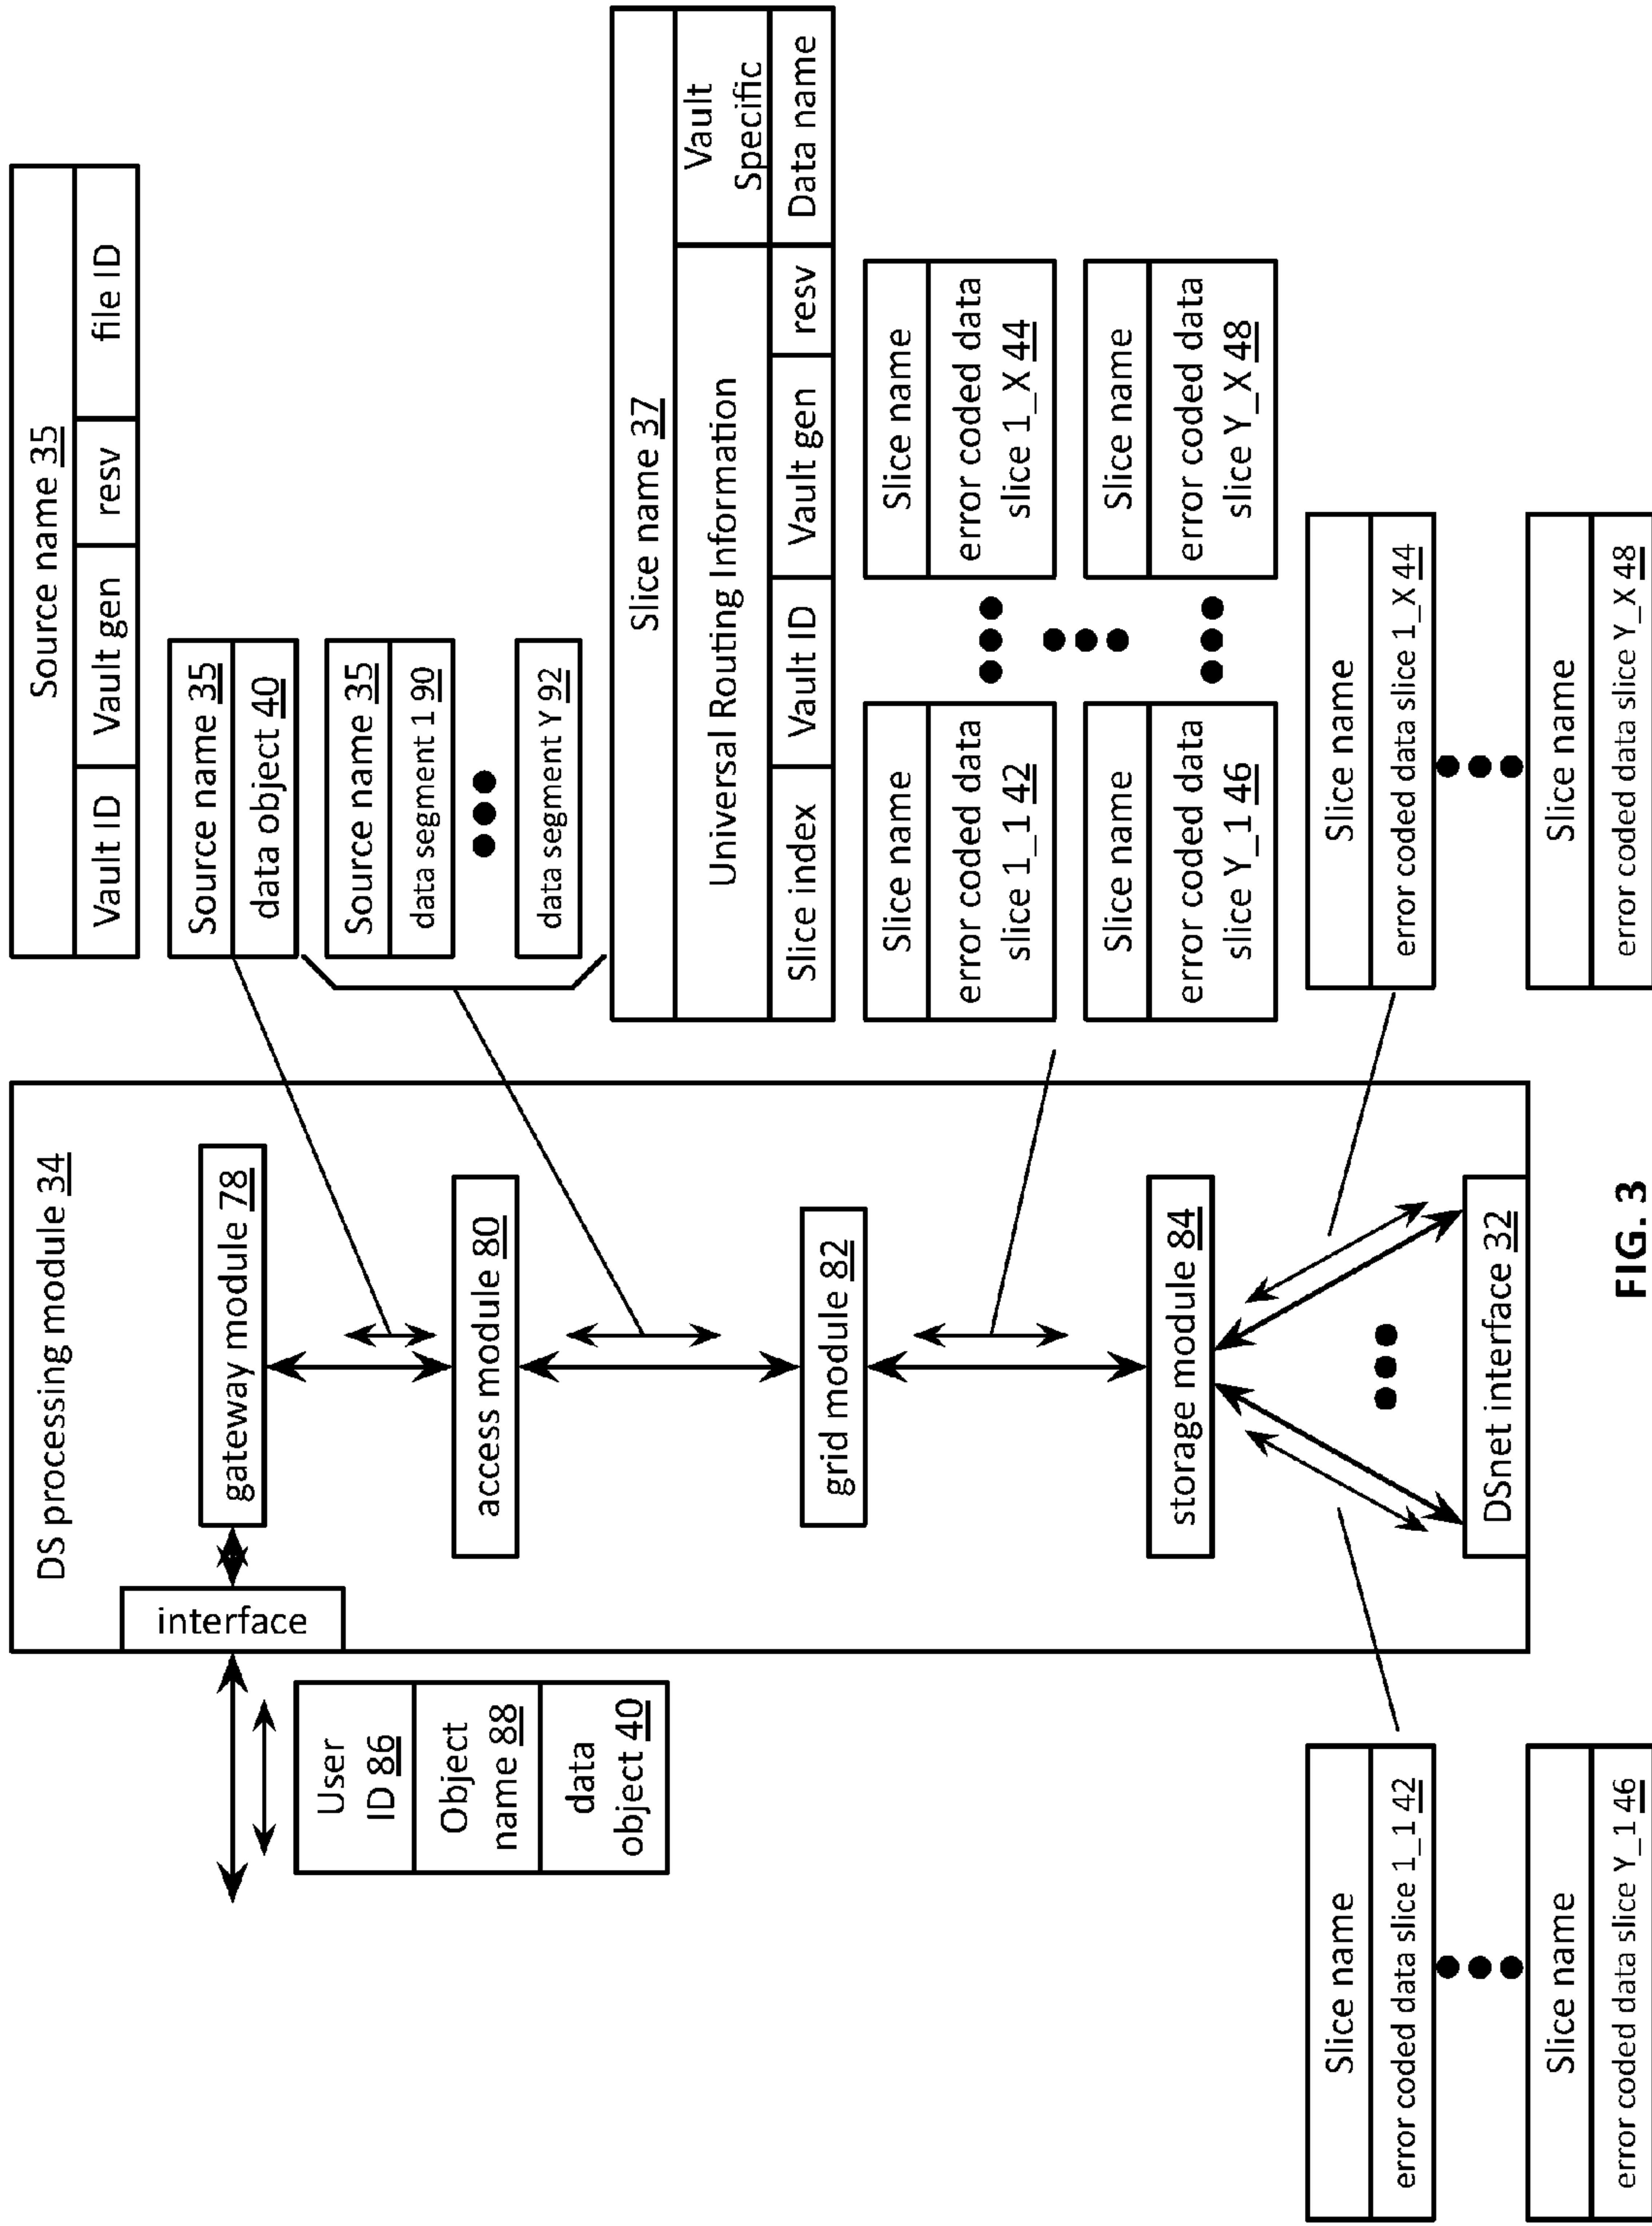 DS processing module 34
interface
gateway module 78
access module 80
grid module 82
storage module 84
DSnet interface 32
User
ID 86
Object
name 88
data
object 40
Source name 35
Vault ID
Vault gen
resv
file ID
Source name 35
data object 40
Source name 35
data segment 1 90
data segment Y 92
Slice name 37
Universal Routing Information
Vault
Specific
Slice index
Vault ID
Vault gen
resv
Data name
Slice name
error coded data
slice 1_1 42
Slice name
error coded data
slice 1_X 44
Slice name
error coded data
slice Y_1 46
Slice name
error coded data
slice Y_X 48
Slice name
error coded data slice 1_1 42
Slice name
error coded data slice Y_1 46
Slice name
error coded data slice 1_X 44
Slice name
error coded data slice Y_X 48
FIG. 3